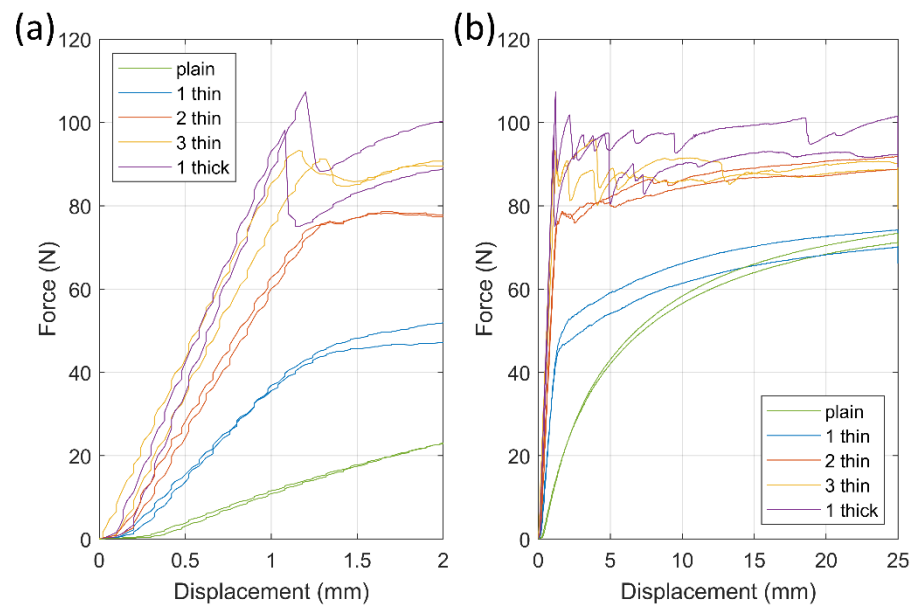 (a)
120
100
80
60
40
20
0
Force (N)
plain
1 thin
2 thin
3 thin
1 thick
0
0.5
1
1.5
2
Displacement (mm)
(b)
120
100
80
60
40
20
0
Force (N)
plain
1 thin
2 thin
3 thin
1 thick
0
5
10
15
20
25
Displacement (mm)